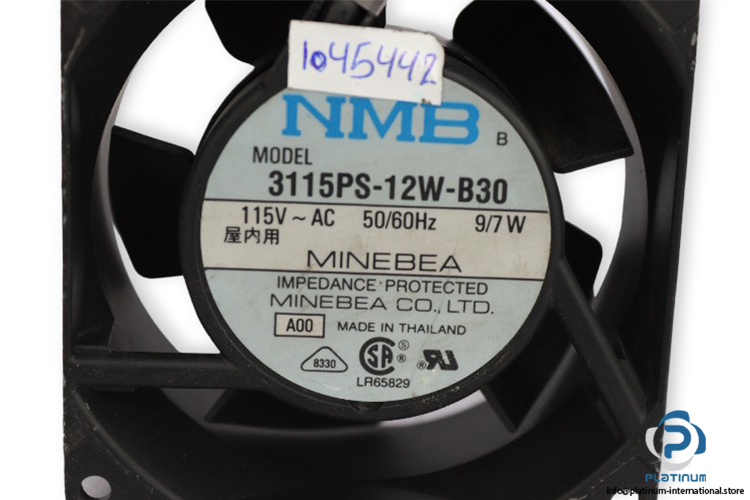 1045442
NMB B
MODEL
3115PS-12W-B30
115V ~ AC 50/60Hz 9/7 W
屋内用
MINEBEA
IMPEDANCE PROTECTED
MINEBEA CO., LTD.
A00 MADE IN THAILAND
8330
LR65829
PLATINUM
info@platinum-international.store